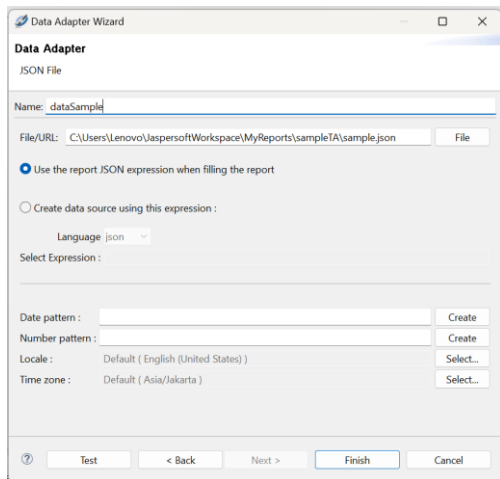 Data Adapter Wizard
Data Adapter
JSON File
Name: dataSample
File/URL: C:\Users\Lenovo\JaspersoftWorkspace\MyReports\sampleTA\sample.json File
Use the report JSON expression when filling the report
Create data source using this expression :
Language json
Select Expression :
Date pattern : Create
Number pattern : Create
Locale : Default ( English (United States) ) Select...
Time zone : Default ( Asia/Jakarta ) Select...
? Test < Back Next > Finish Cancel